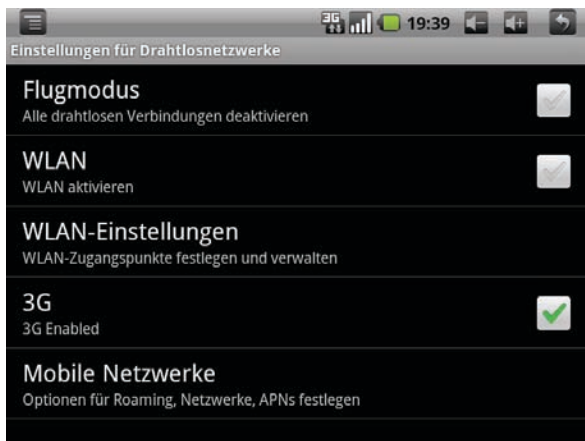 3G 19:39
Einstellungen für Drahtlosnetzwerke
Flugmodus
Alle drahtlosen Verbindungen deaktivieren
WLAN
WLAN aktivieren
WLAN-Einstellungen
WLAN-Zugangspunkte festlegen und verwalten
3G
3G Enabled
Mobile Netzwerke
Optionen für Roaming, Netzwerke, APNs festlegen